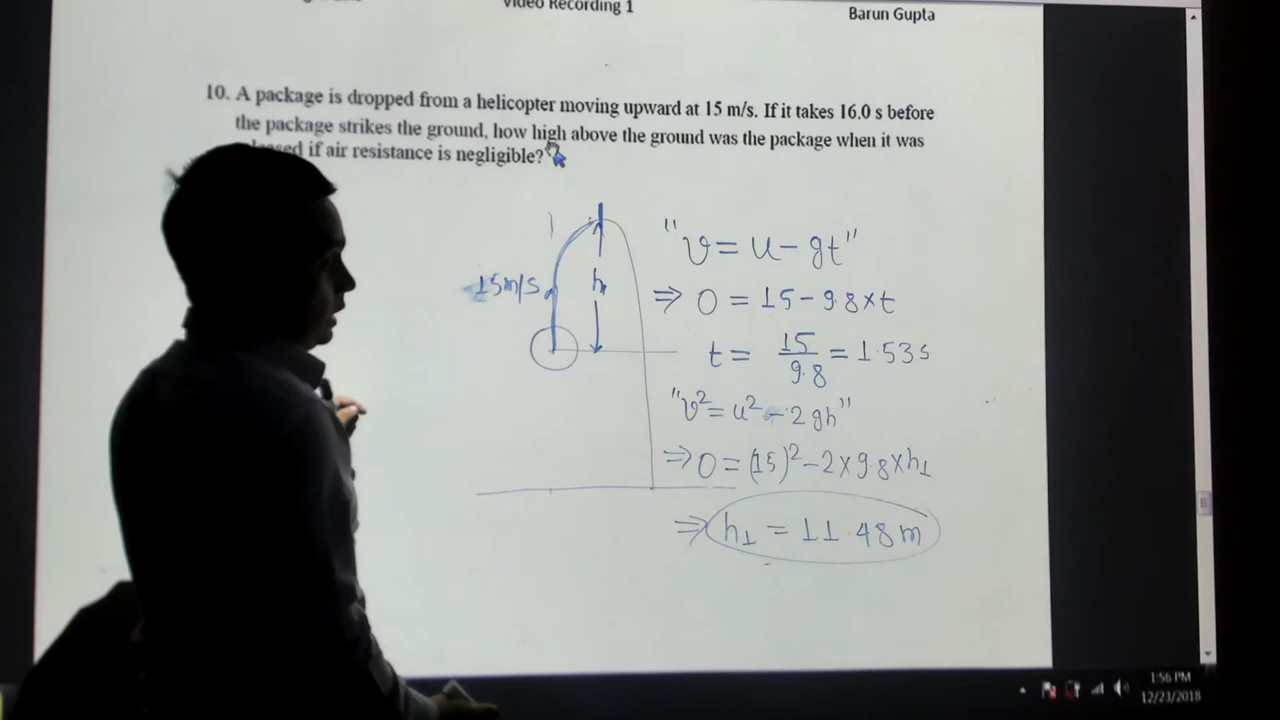 Video Recording 1
Barun Gupta
10. A package is dropped from a helicopter moving upward at 15 m/s. If it takes 16.0 s before
the package strikes the ground, how high above the ground was the package when it was
if air resistance is negligible?
"v = u - gt"
15m/s
h
⇒ 0 = 15 - 9.8 × t
t = 15/9.8 = 1.53s
"v² = u² - 2gh"
⇒ 0 = (15)² - 2 × 9.8 × h₁
⇒ h₁ = 11.48 m
1:56 PM
12/23/2018